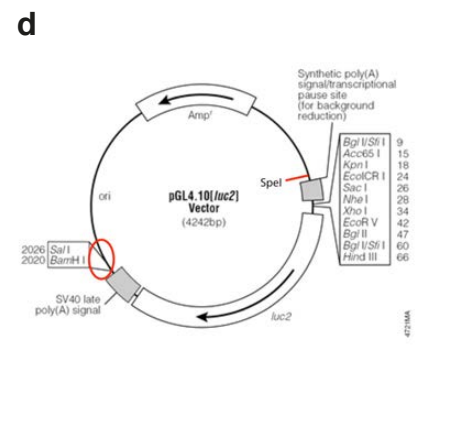 d
Synthetic poly(A)
signal/transcriptional
pause site
(for background
reduction)
Ampr
SpeI
Bgl I/Sfi I 9
Acc65 I 15
Kpn I 18
EcoICR I 24
Sac I 26
Nhe I 28
Xho I 34
EcoR V 42
Bgl II 47
Bgl I/Sfi I 60
Hind III 66
ori
pGL4.10[luc2]
Vector
(4242bp)
2026 Sal I
2020 BamH I
SV40 late
poly(A) signal
luc2
4721MA